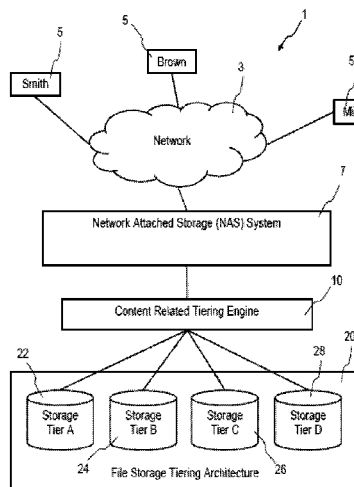 1
5
5
5
Brown
Smith
3
Network
7
Network Attached Storage (NAS) System
10
Content Related Tiering Engine
22
28
20
Storage Tier A
Storage Tier B
Storage Tier C
Storage Tier D
24
26
File Storage Tiering Architecture